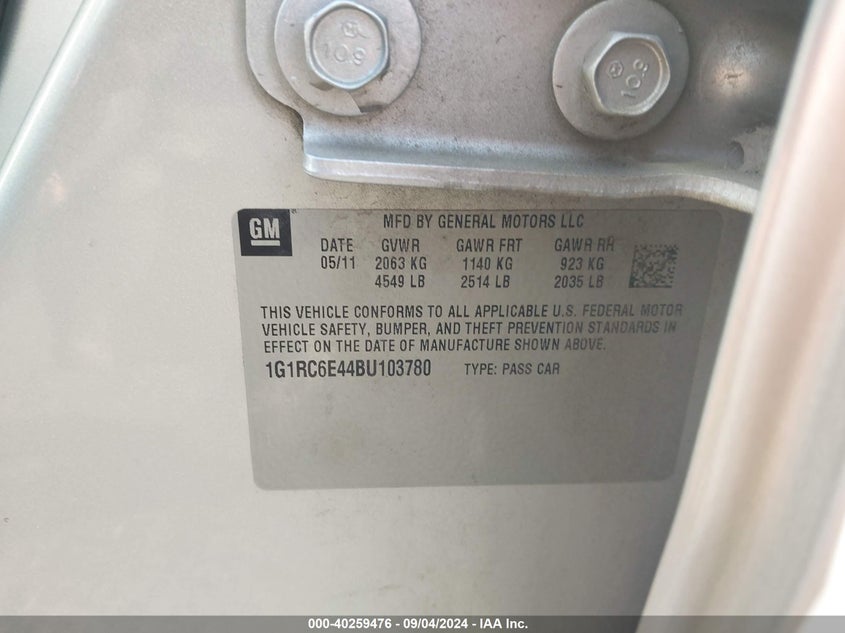 10.9
10.9
GM
MFD BY GENERAL MOTORS LLC
DATE GVWR GAWR FRT GAWR RR
05/11 2063 KG 1140 KG 923 KG
4549 LB 2514 LB 2035 LB
THIS VEHICLE CONFORMS TO ALL APPLICABLE U.S. FEDERAL MOTOR
VEHICLE SAFETY, BUMPER, AND THEFT PREVENTION STANDARDS IN
EFFECT ON THE DATE OF MANUFACTURE SHOWN ABOVE.
1G1RC6E44BU103780 TYPE: PASS CAR
000-40259476 - 09/04/2024 - IAA Inc.